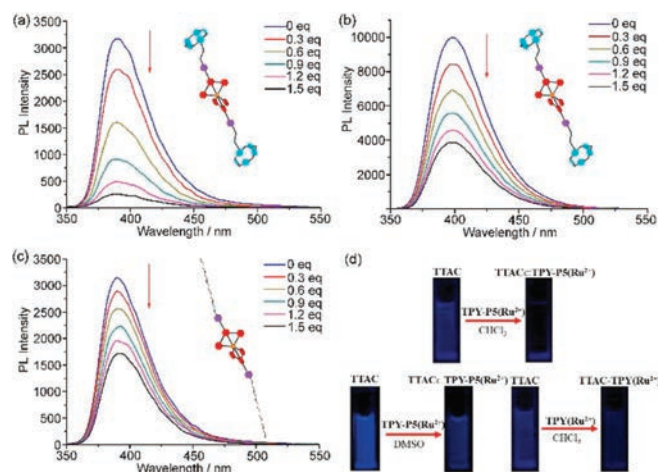 (a)
3500
3000
2500
2000
1500
1000
500
0
PL Intensity
350 400 450 500 550
Wavelength / nm
0 eq
0.3 eq
0.6 eq
0.9 eq
1.2 eq
1.5 eq
(b)
10000
8000
6000
4000
2000
0
PL Intensity
350 400 450 500 550
Wavelength / nm
0 eq
0.3 eq
0.6 eq
0.9 eq
1.2 eq
1.5 eq
(c)
3500
3000
2500
2000
1500
1000
500
0
PL Intensity
350 400 450 500 550
Wavelength / nm
0 eq
0.3 eq
0.6 eq
0.9 eq
1.2 eq
1.5 eq
(d)
TTAC TTAC⊂TPY-P5(Ru²⁺)
TPY-P5(Ru²⁺)
CHCl₃
TTAC TTAC⊂TPY-P5(Ru²⁺) TTAC TTAC-TPY(Ru²⁺)
TPY-P5(Ru²⁺) TPY(Ru²⁺)
DMSO CHCl₃